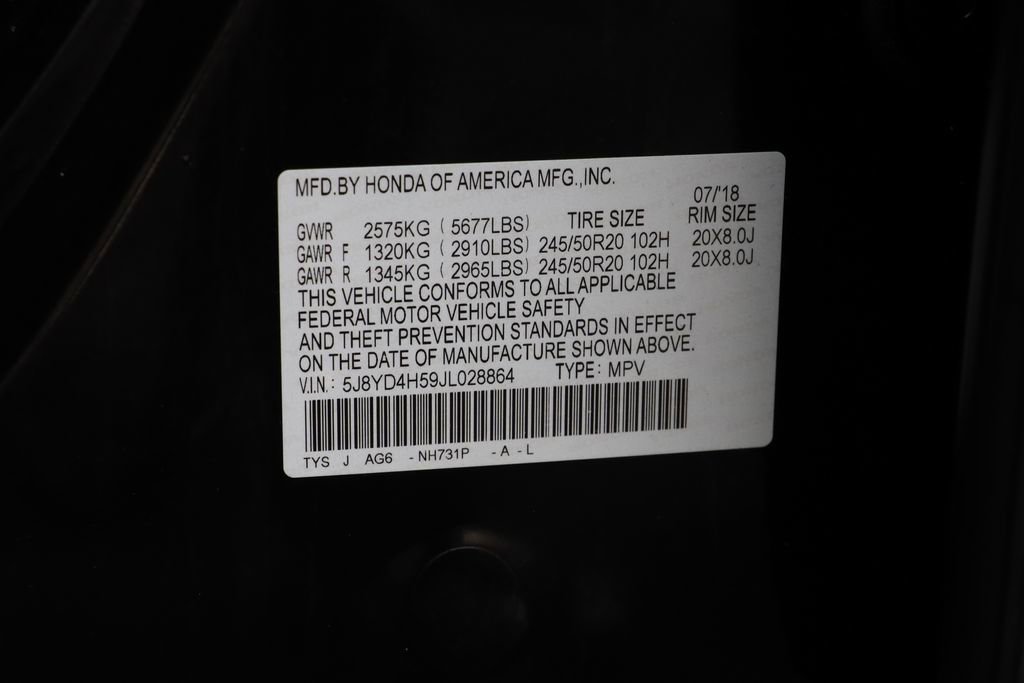 MFD.BY HONDA OF AMERICA MFG.,INC.
07/'18
GVWR 2575KG ( 5677LBS) TIRE SIZE RIM SIZE
GAWR F 1320KG ( 2910LBS) 245/50R20 102H 20X8.0J
GAWR R 1345KG ( 2965LBS) 245/50R20 102H 20X8.0J
THIS VEHICLE CONFORMS TO ALL APPLICABLE
FEDERAL MOTOR VEHICLE SAFETY
AND THEFT PREVENTION STANDARDS IN EFFECT
ON THE DATE OF MANUFACTURE SHOWN ABOVE.
V.I.N.: 5J8YD4H59JL028864 TYPE: MPV
TYS J AG6 -NH731P -A -L